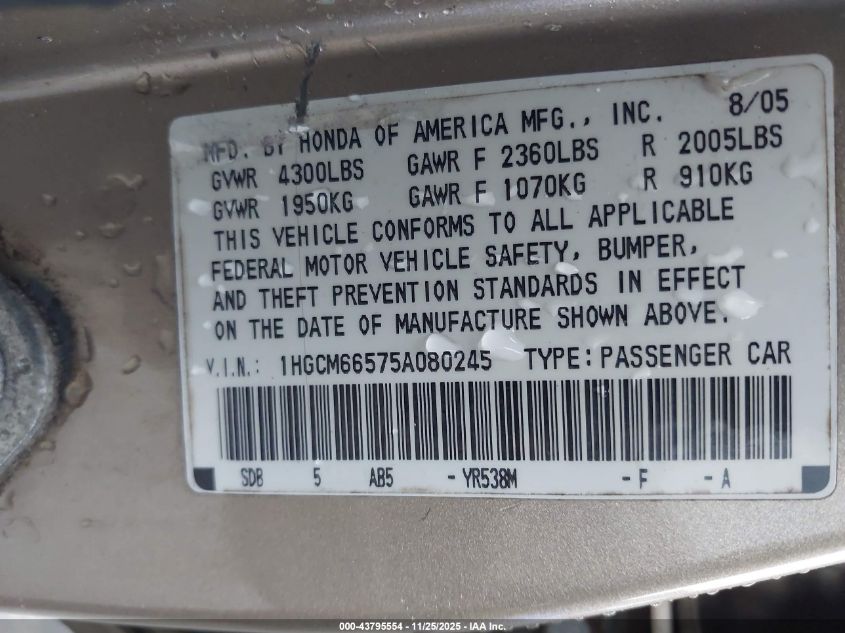 MFD. BY HONDA OF AMERICA MFG., INC. 8/05
GVWR 4300LBS GAWR F 2360LBS R 2005LBS
GVWR 1950KG GAWR F 1070KG R 910KG
THIS VEHICLE CONFORMS TO ALL APPLICABLE
FEDERAL MOTOR VEHICLE SAFETY, BUMPER,
AND THEFT PREVENTION STANDARDS IN EFFECT
ON THE DATE OF MANUFACTURE SHOWN ABOVE.
V.I.N.: 1HGCM66575A080245 TYPE:PASSENGER CAR
SDB 5 AB5 -YR538M -F -A
000-43795554 — 11/25/2025 — IAA Inc.